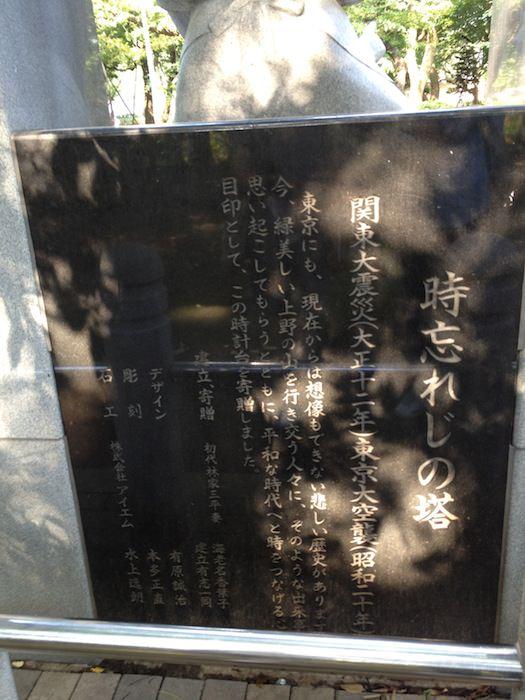 時忘れじの塔
関東大震災(大正十二年)東京大空襲(昭和二十年)
東京にも、現在からは想像もできない悲しい歴史があります
今、緑美しい上野の山を行き交う人々に、そのような出来
思い起こしてもらうとともに、平和な時代へと時をつなげる
目印として、この時計台を寄贈しました。
建立、寄贈 初代林家三平妻 海老名香葉子
建立有志一同
デザイン 有原誠治
彫刻 本多正直
石工 株式会社アイエム 水上